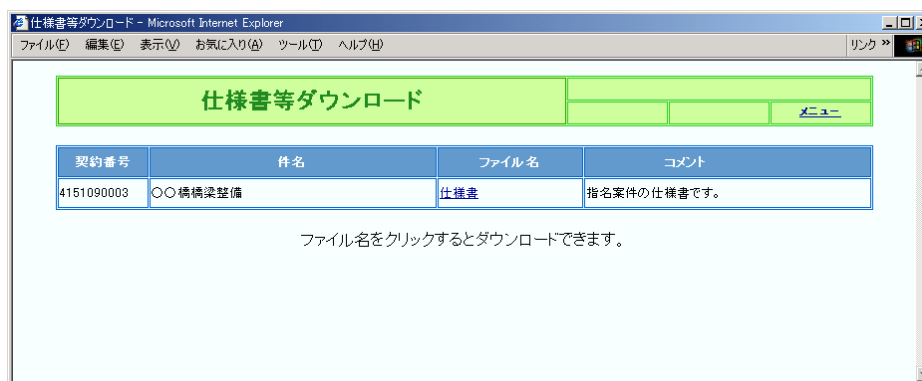 仕様書等ダウンロード - Microsoft Internet Explorer
ファイル(F) 編集(E) 表示(V) お気に入り(A) ツール(T) ヘルプ(H) リンク »
仕様書等ダウンロード
メニュー
契約番号 件名 ファイル名 コメント
4151090003 〇〇橋橋梁整備 仕様書 指名案件の仕様書です。
ファイル名をクリックするとダウンロードできます。